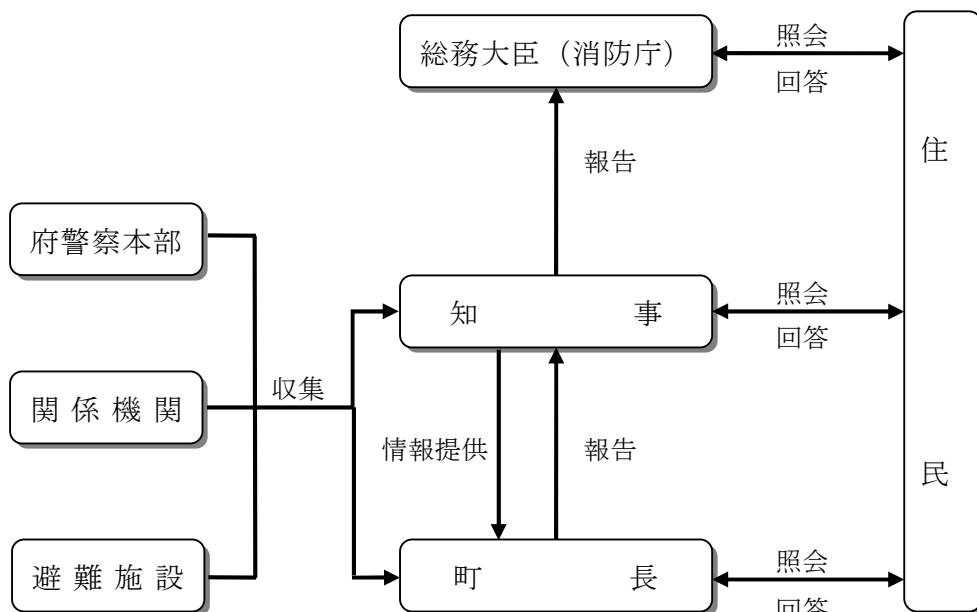 総務大臣（消防庁）
照会
回答
住民
報告
府警察本部
知事
照会
回答
関係機関
収集
情報提供
報告
避難施設
町長
照会
回答